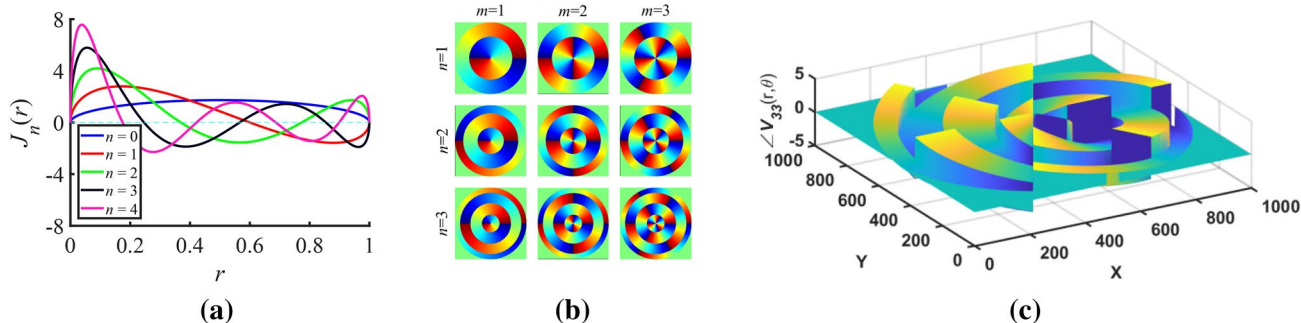 8
4
0
-4
-8
Jn(r)
n = 0
n = 1
n = 2
n = 3
n = 4
0 0.2 0.4 0.6 0.8 1
r
(a)
m=1 m=2 m=3
n=1
n=2
n=3
(b)
∠V33(r,θ)
5
0
-5
1000
800
600
400
200
0
Y
0
200
400
600
800
1000
X
(c)